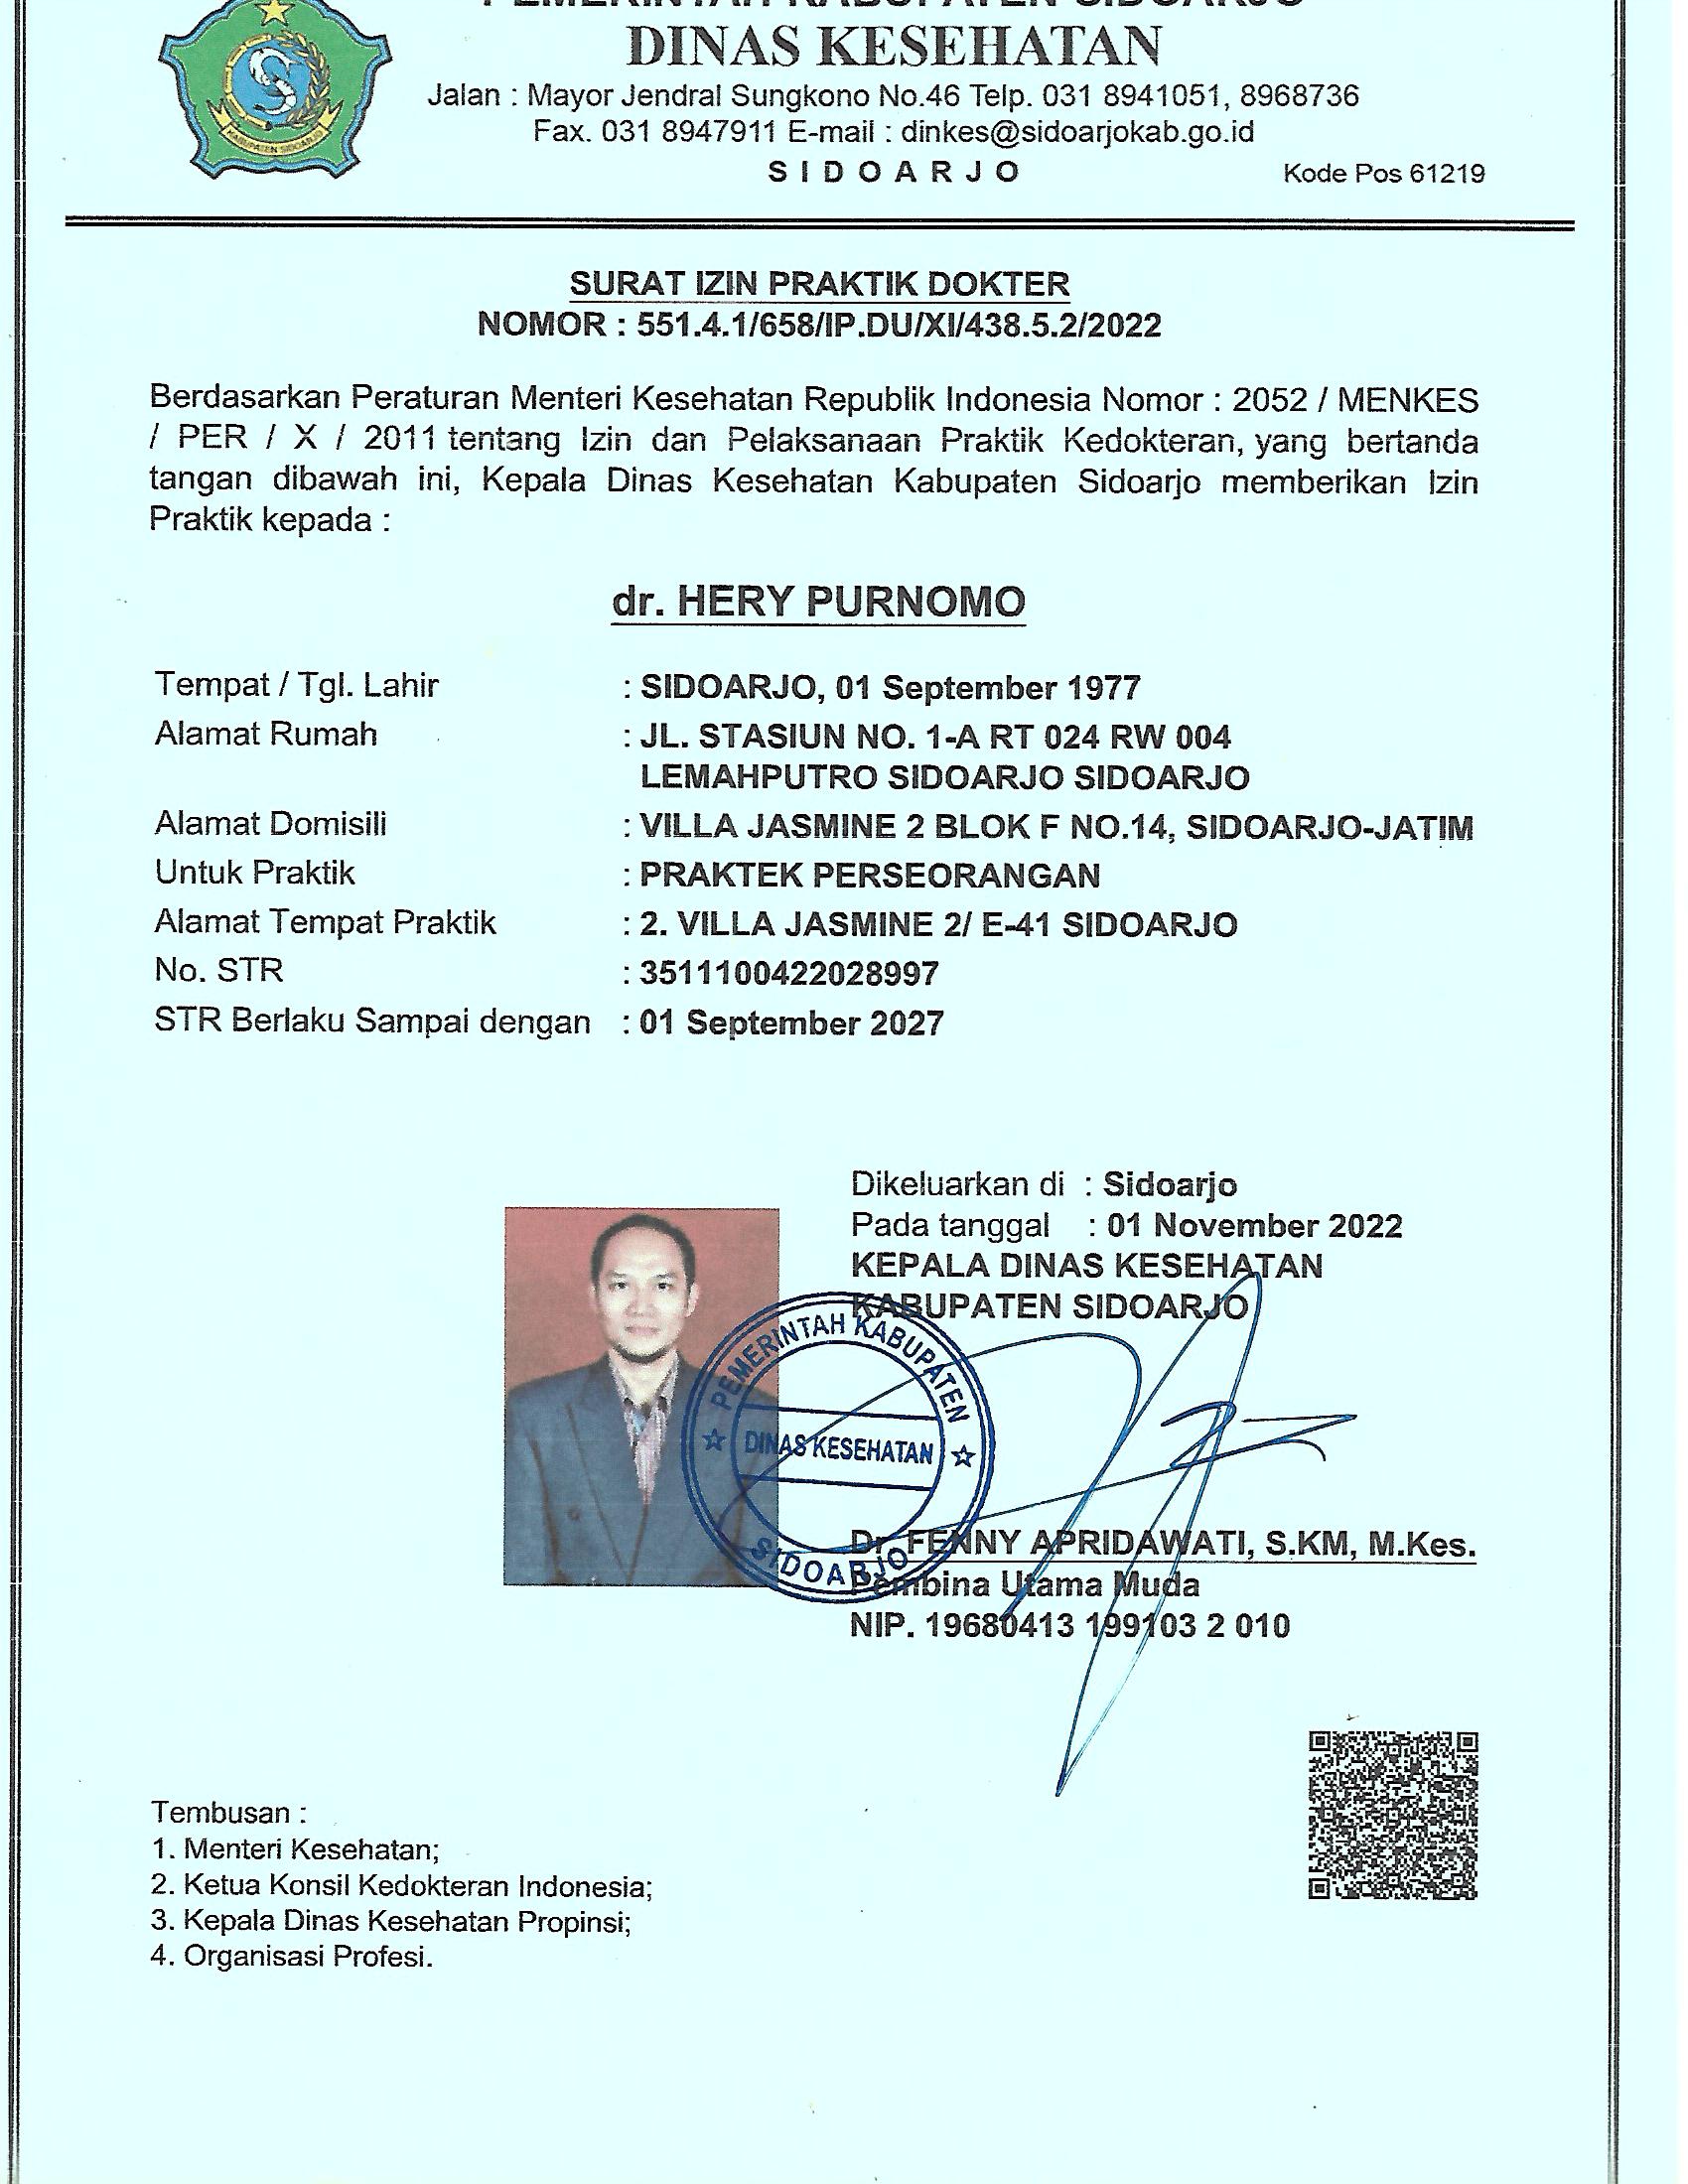 PEMERINTAH KABUPATEN SIDOARJO
DINAS KESEHATAN
Jalan : Mayor Jendral Sungkono No.46 Telp. 031 8941051, 8968736
Fax. 031 8947911 E-mail : dinkes@sidoarjokab.go.id
S I D O A R J O
Kode Pos 61219
KABUPATEN SIDOARJO
SURAT IZIN PRAKTIK DOKTER
NOMOR : 551.4.1/658/IP.DU/XI/438.5.2/2022
Berdasarkan Peraturan Menteri Kesehatan Republik Indonesia Nomor : 2052 / MENKES
/ PER / X / 2011 tentang Izin dan Pelaksanaan Praktik Kedokteran, yang bertanda
tangan dibawah ini, Kepala Dinas Kesehatan Kabupaten Sidoarjo memberikan Izin
Praktik kepada :
dr. HERY PURNOMO
Tempat / Tgl. Lahir : SIDOARJO, 01 September 1977
Alamat Rumah : JL. STASIUN NO. 1-A RT 024 RW 004
LEMAHPUTRO SIDOARJO SIDOARJO
Alamat Domisili : VILLA JASMINE 2 BLOK F NO.14, SIDOARJO-JATIM
Untuk Praktik : PRAKTEK PERSEORANGAN
Alamat Tempat Praktik : 2. VILLA JASMINE 2/ E-41 SIDOARJO
No. STR : 3511100422028997
STR Berlaku Sampai dengan : 01 September 2027
Dikeluarkan di : Sidoarjo
Pada tanggal : 01 November 2022
KEPALA DINAS KESEHATAN
KABUPATEN SIDOARJO
PEMERINTAH KABUPATEN
DINAS KESEHATAN
SIDOARJO
Dr. FENNY APRIDAWATI, S.KM, M.Kes.
Pembina Utama Muda
NIP. 19680413 199103 2 010
Tembusan :
1. Menteri Kesehatan;
2. Ketua Konsil Kedokteran Indonesia;
3. Kepala Dinas Kesehatan Propinsi;
4. Organisasi Profesi.